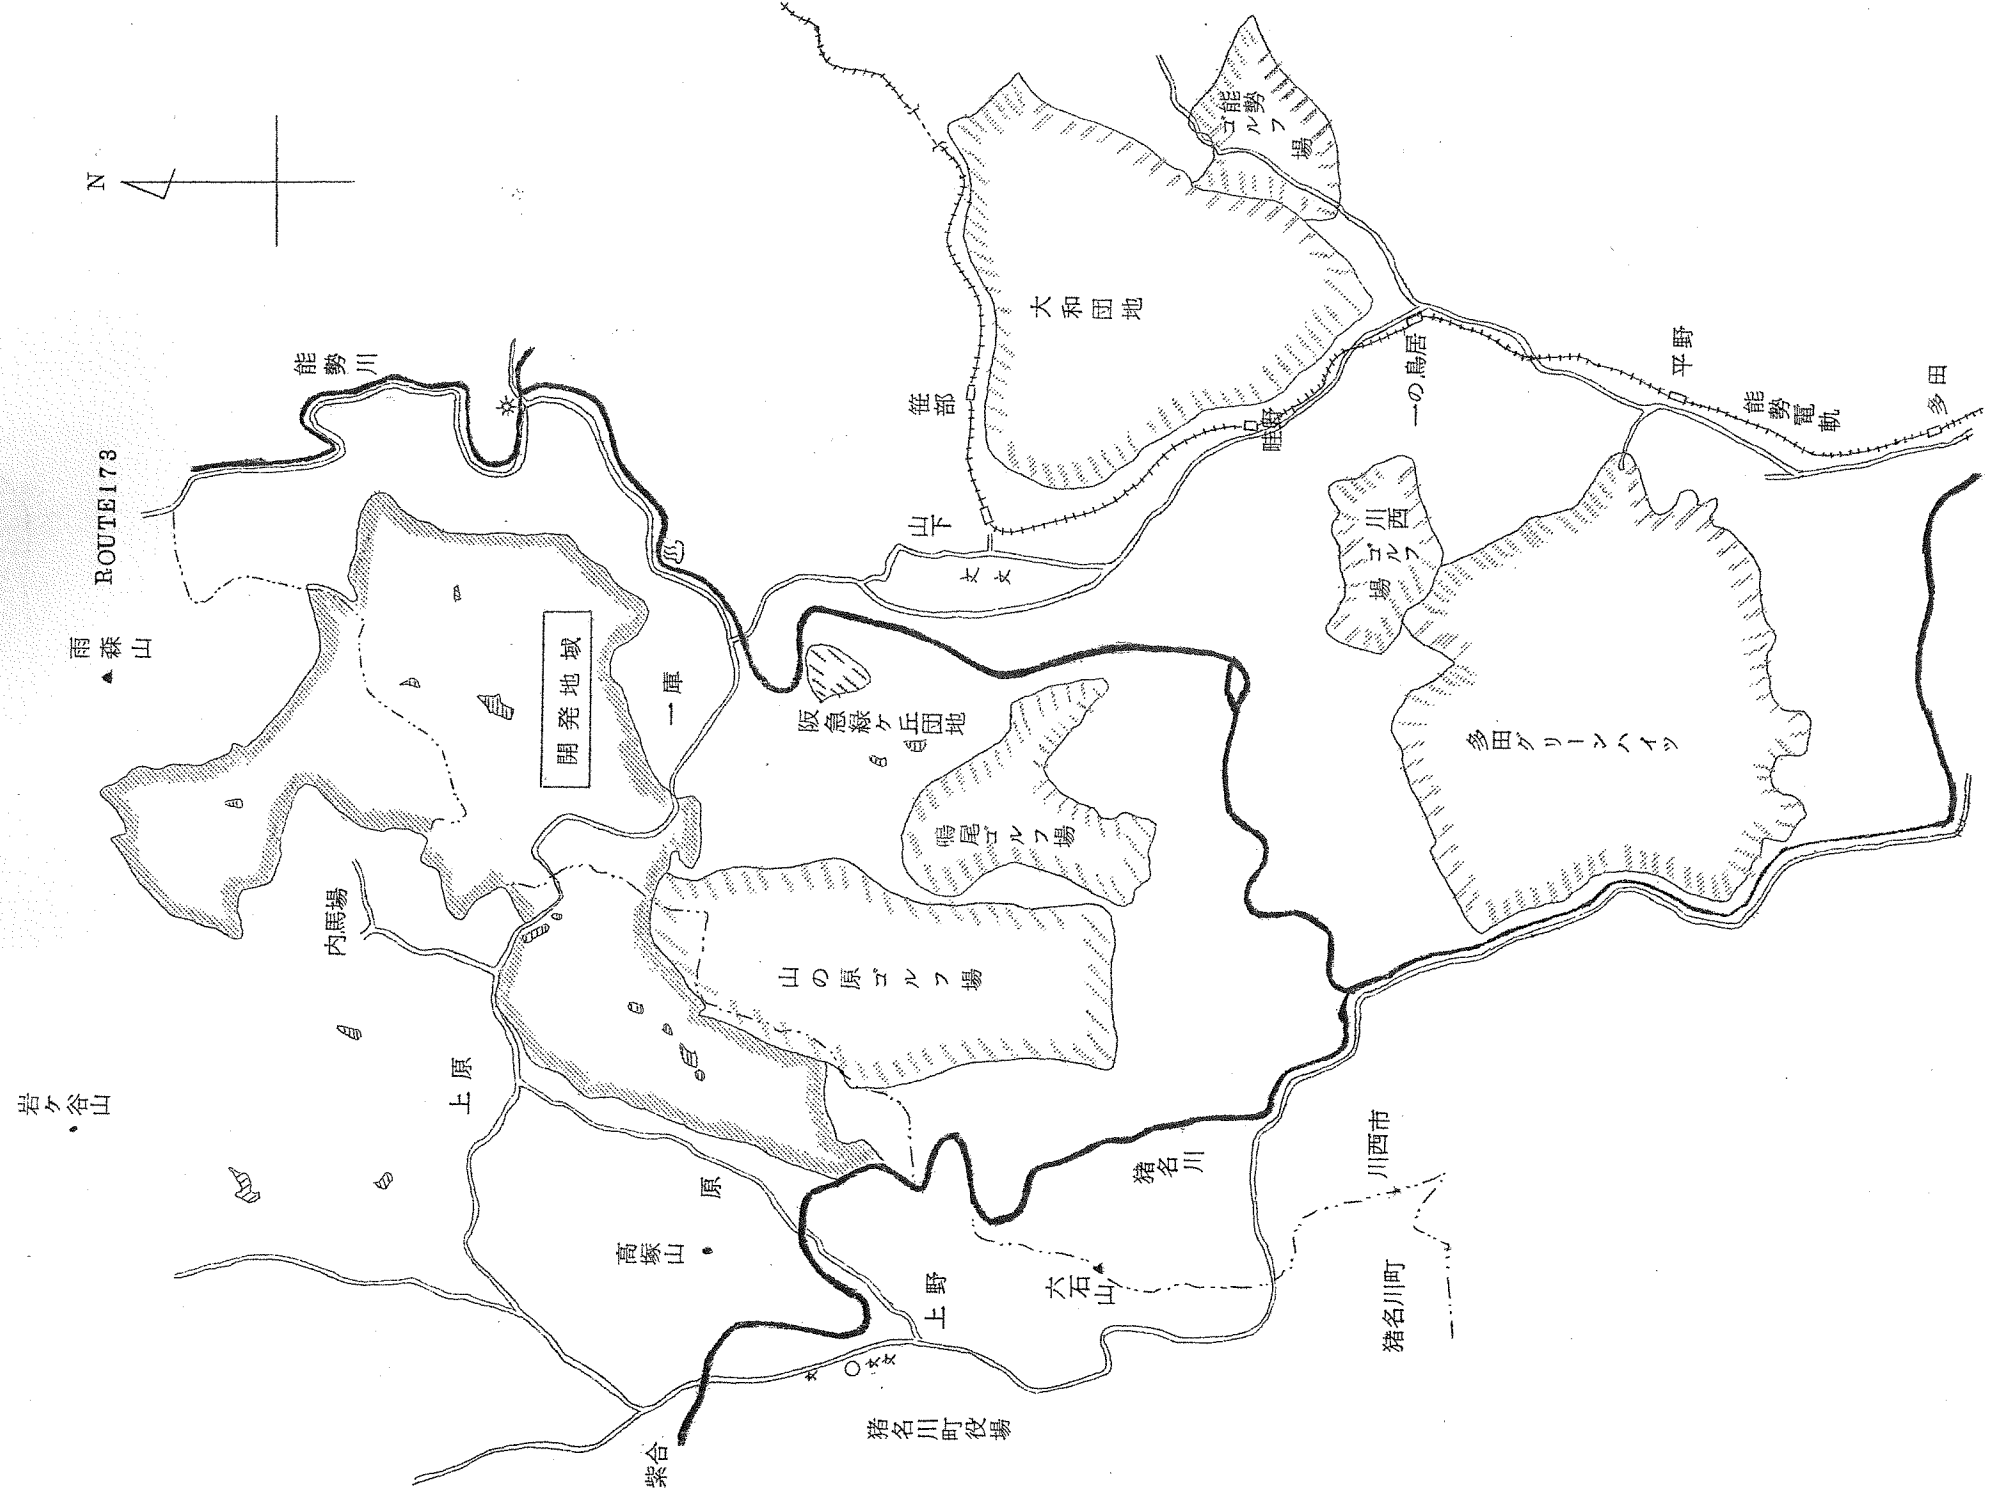 N
ROUTE173
雨森山
岩ヶ谷山
能勢川
能勢ゴルフ場
大和団地
笹部
山下
畦野
一の鳥居
平野
能勢電軌
多田
開発地域
一庫
内馬場
阪急緑ヶ丘団地
川西ゴルフ場
多田グリーンハイツ
鳴尾ゴルフ場
山の原ゴルフ場
上原
原
高塚山
上野
猪名川
大石山
川西市
猪名川町
猪名川町役場
紫合